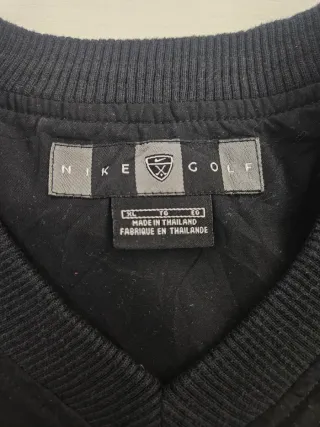 NIKE GOLF
XL TG EG
MADE IN THAILAND
FABRIQUE EN THAILANDE